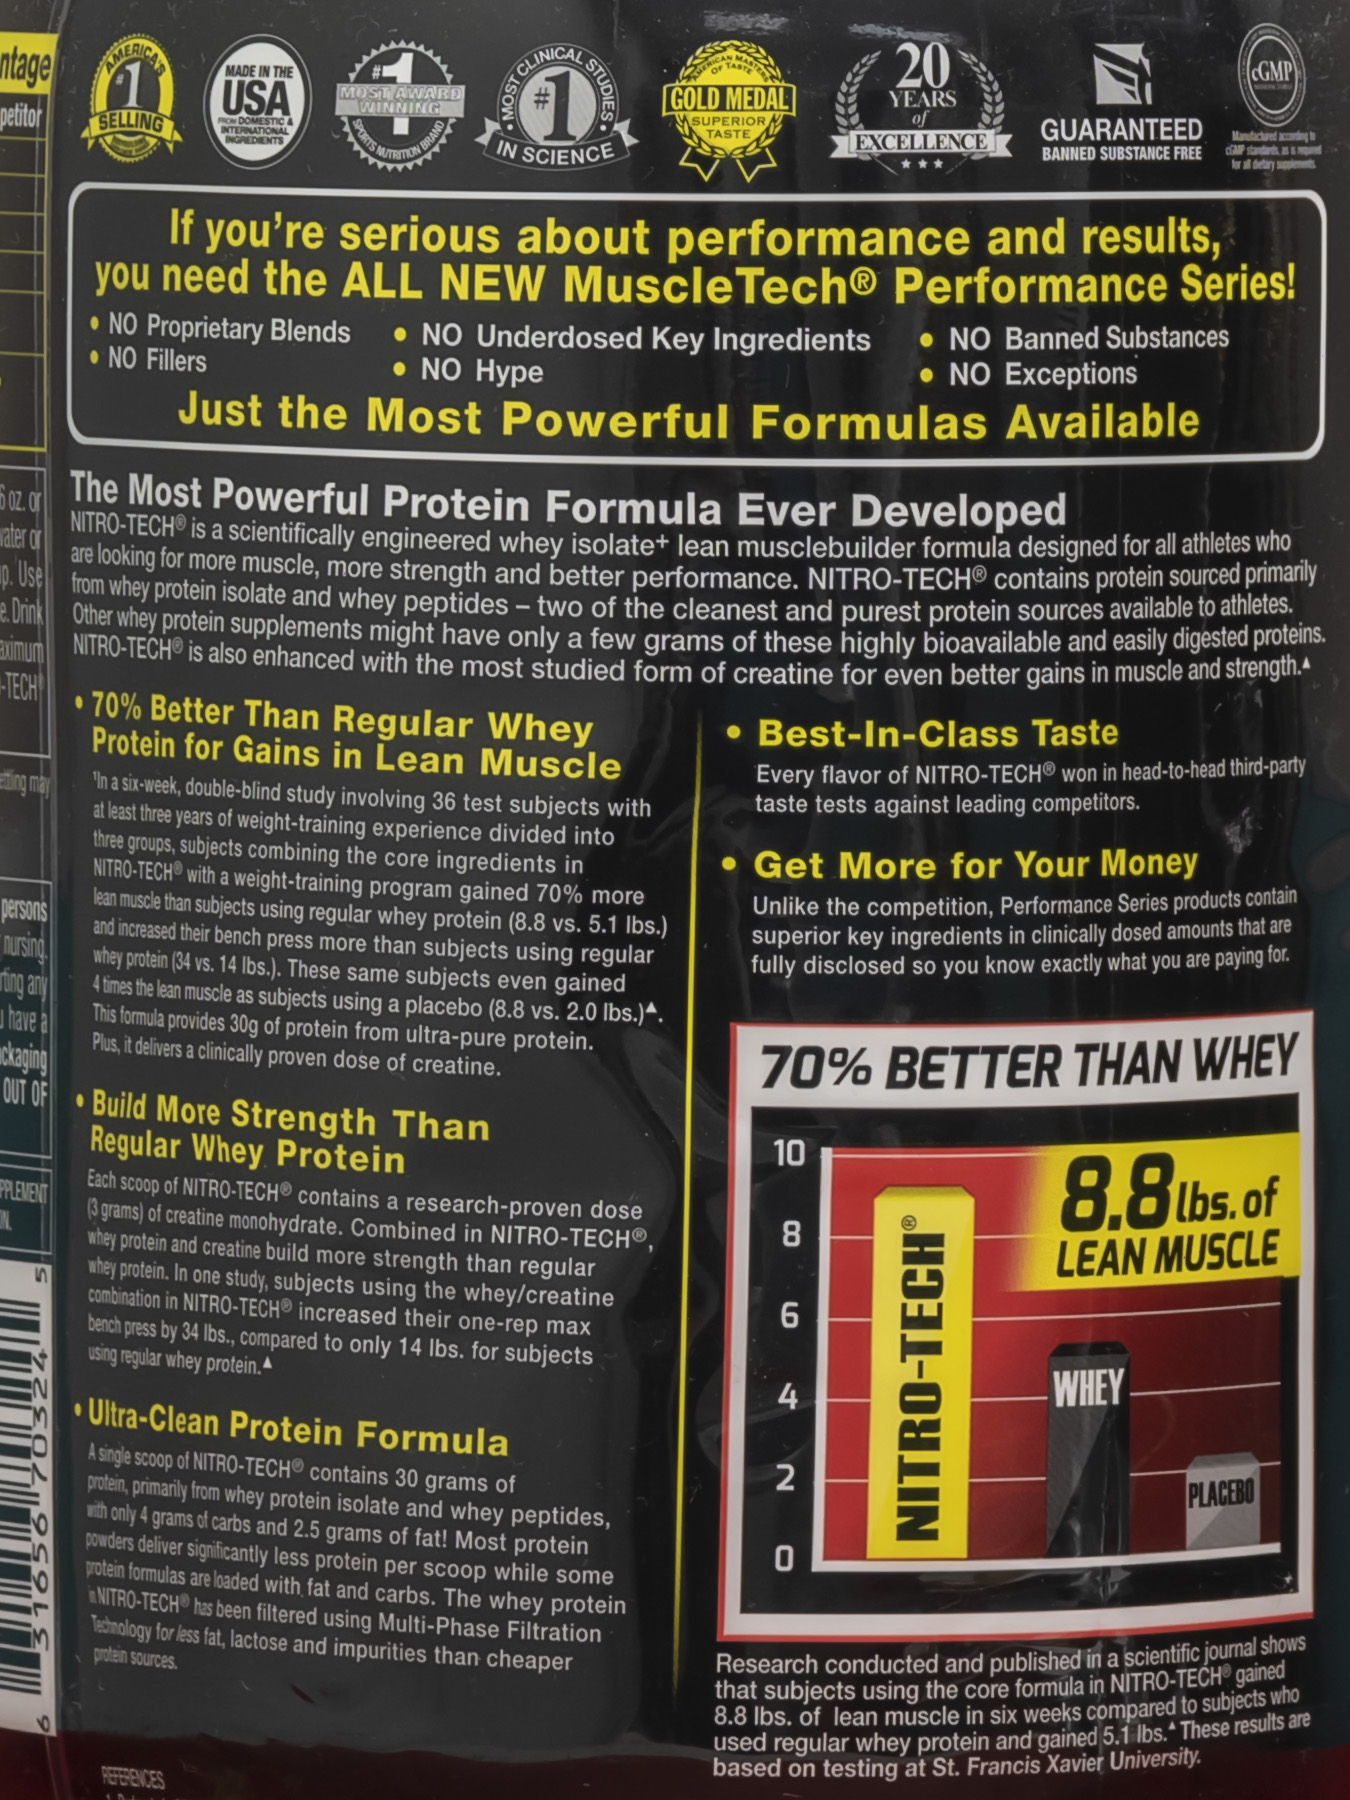 AMERICA'S
#1
SELLING
MADE IN THE
USA
FROM DOMESTIC &
INTERNATIONAL
INGREDIENTS
#1
MOST AWARD
WINNING
SPORTS NUTRITION BRAND
MOST CLINICAL STUDIES
#1
IN SCIENCE
AMERICAN MASTERS
OF TASTE
GOLD MEDAL
SUPERIOR
TASTE
20
YEARS
of
EXCELLENCE
GUARANTEED
BANNED SUBSTANCE FREE
cGMP
Manufactured according to
cGMP standards, as is required
for all dietary supplements.
If you're serious about performance and results,
you need the ALL NEW MuscleTech® Performance Series!
• NO Proprietary Blends • NO Underdosed Key Ingredients • NO Banned Substances
• NO Fillers • NO Hype • NO Exceptions
Just the Most Powerful Formulas Available
The Most Powerful Protein Formula Ever Developed
NITRO-TECH® is a scientifically engineered whey isolate+ lean musclebuilder formula designed for all athletes who
are looking for more muscle, more strength and better performance. NITRO-TECH® contains protein sourced primarily
from whey protein isolate and whey peptides – two of the cleanest and purest protein sources available to athletes.
Other whey protein supplements might have only a few grams of these highly bioavailable and easily digested proteins.
NITRO-TECH® is also enhanced with the most studied form of creatine for even better gains in muscle and strength.▲
• 70% Better Than Regular Whey
Protein for Gains in Lean Muscle
¹In a six-week, double-blind study involving 36 test subjects with
at least three years of weight-training experience divided into
three groups, subjects combining the core ingredients in
NITRO-TECH® with a weight-training program gained 70% more
lean muscle than subjects using regular whey protein (8.8 vs. 5.1 lbs.)
and increased their bench press more than subjects using regular
whey protein (34 vs. 14 lbs.). These same subjects even gained
4 times the lean muscle as subjects using a placebo (8.8 vs. 2.0 lbs.)▲.
This formula provides 30g of protein from ultra-pure protein.
Plus, it delivers a clinically proven dose of creatine.
• Build More Strength Than
Regular Whey Protein
Each scoop of NITRO-TECH® contains a research-proven dose
(3 grams) of creatine monohydrate. Combined in NITRO-TECH®,
whey protein and creatine build more strength than regular
whey protein. In one study, subjects using the whey/creatine
combination in NITRO-TECH® increased their one-rep max
bench press by 34 lbs., compared to only 14 lbs. for subjects
using regular whey protein.▲
• Ultra-Clean Protein Formula
A single scoop of NITRO-TECH® contains 30 grams of
protein, primarily from whey protein isolate and whey peptides,
with only 4 grams of carbs and 2.5 grams of fat! Most protein
powders deliver significantly less protein per scoop while some
protein formulas are loaded with fat and carbs. The whey protein
in NITRO-TECH® has been filtered using Multi-Phase Filtration
Technology for less fat, lactose and impurities than cheaper
protein sources.
• Best-In-Class Taste
Every flavor of NITRO-TECH® won in head-to-head third-party
taste tests against leading competitors.
• Get More for Your Money
Unlike the competition, Performance Series products contain
superior key ingredients in clinically dosed amounts that are
fully disclosed so you know exactly what you are paying for.
70% BETTER THAN WHEY
10
8
6
4
2
0
NITRO-TECH®
WHEY
PLACEBO
8.8 lbs. of
LEAN MUSCLE
Research conducted and published in a scientific journal shows
that subjects using the core formula in NITRO-TECH® gained
8.8 lbs. of lean muscle in six weeks compared to subjects who
used regular whey protein and gained 5.1 lbs.▲ These results are
based on testing at St. Francis Xavier University.
REFERENCES
ntage
petitor
6 oz. or
water or
p. Use
e. Drink
aximum
-TECH®
ettling may
persons
nursing.
rting any
u have a
ackaging
OUT OF
PPLEMENT
ON.
6 31656 70324 5